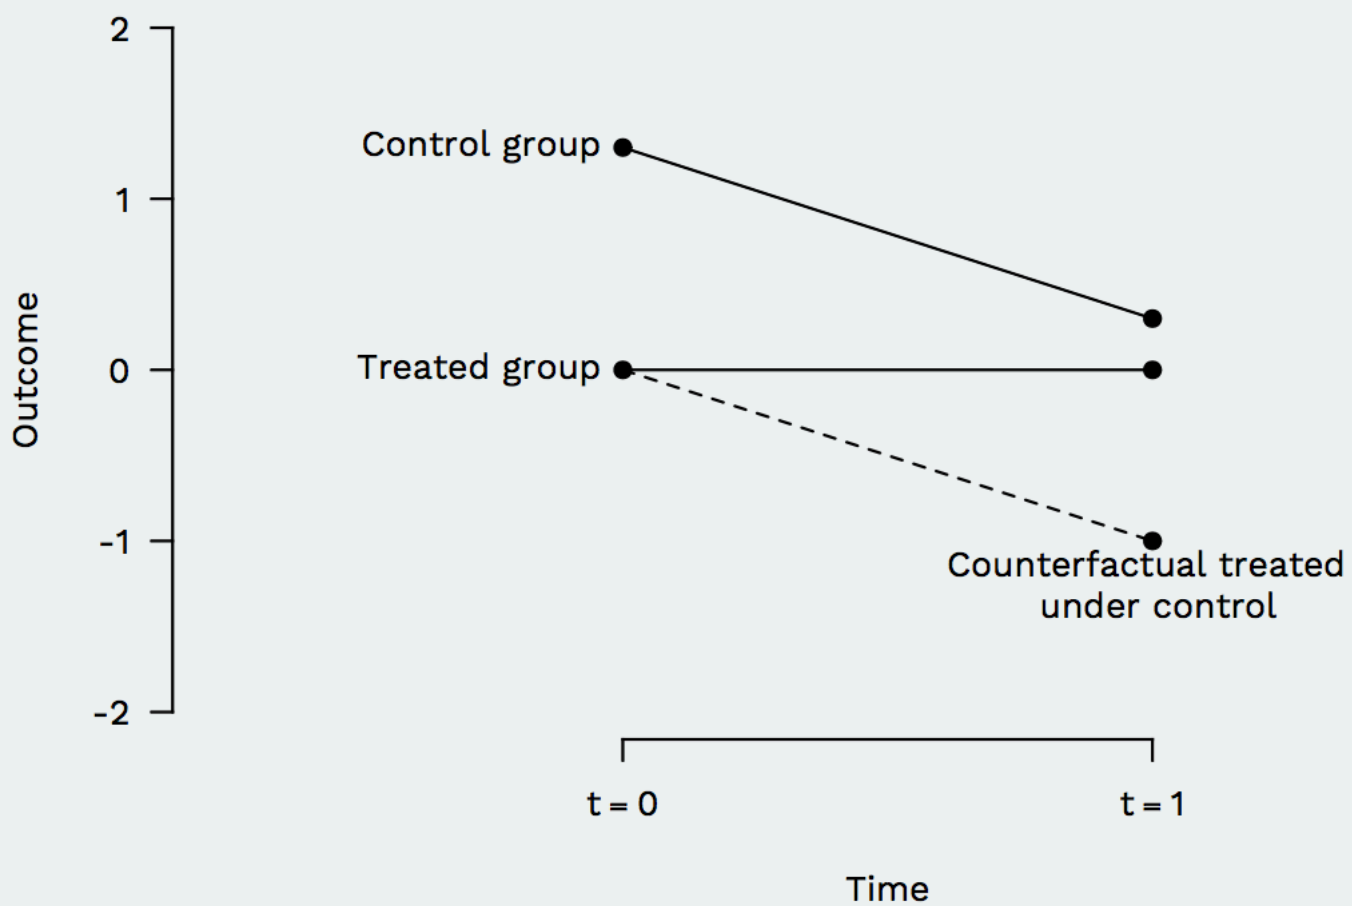 2
Control group
1
Outcome
0
Treated group
-1
Counterfactual treated
under control
-2
t = 0
t = 1
Time